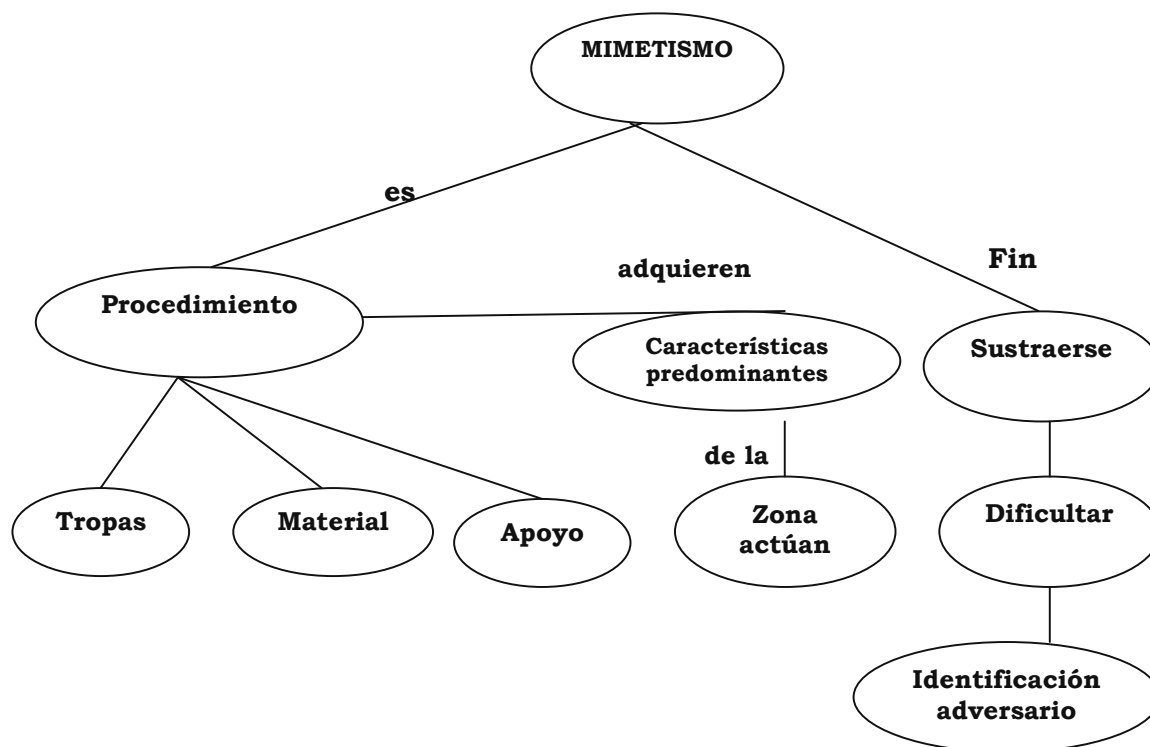 MIMETISMO
es
adquieren
Fin
Procedimiento
Características
predominantes
Sustraerse
de la
Tropas
Material
Apoyo
Zona
actúan
Dificultar
Identificación
adversario